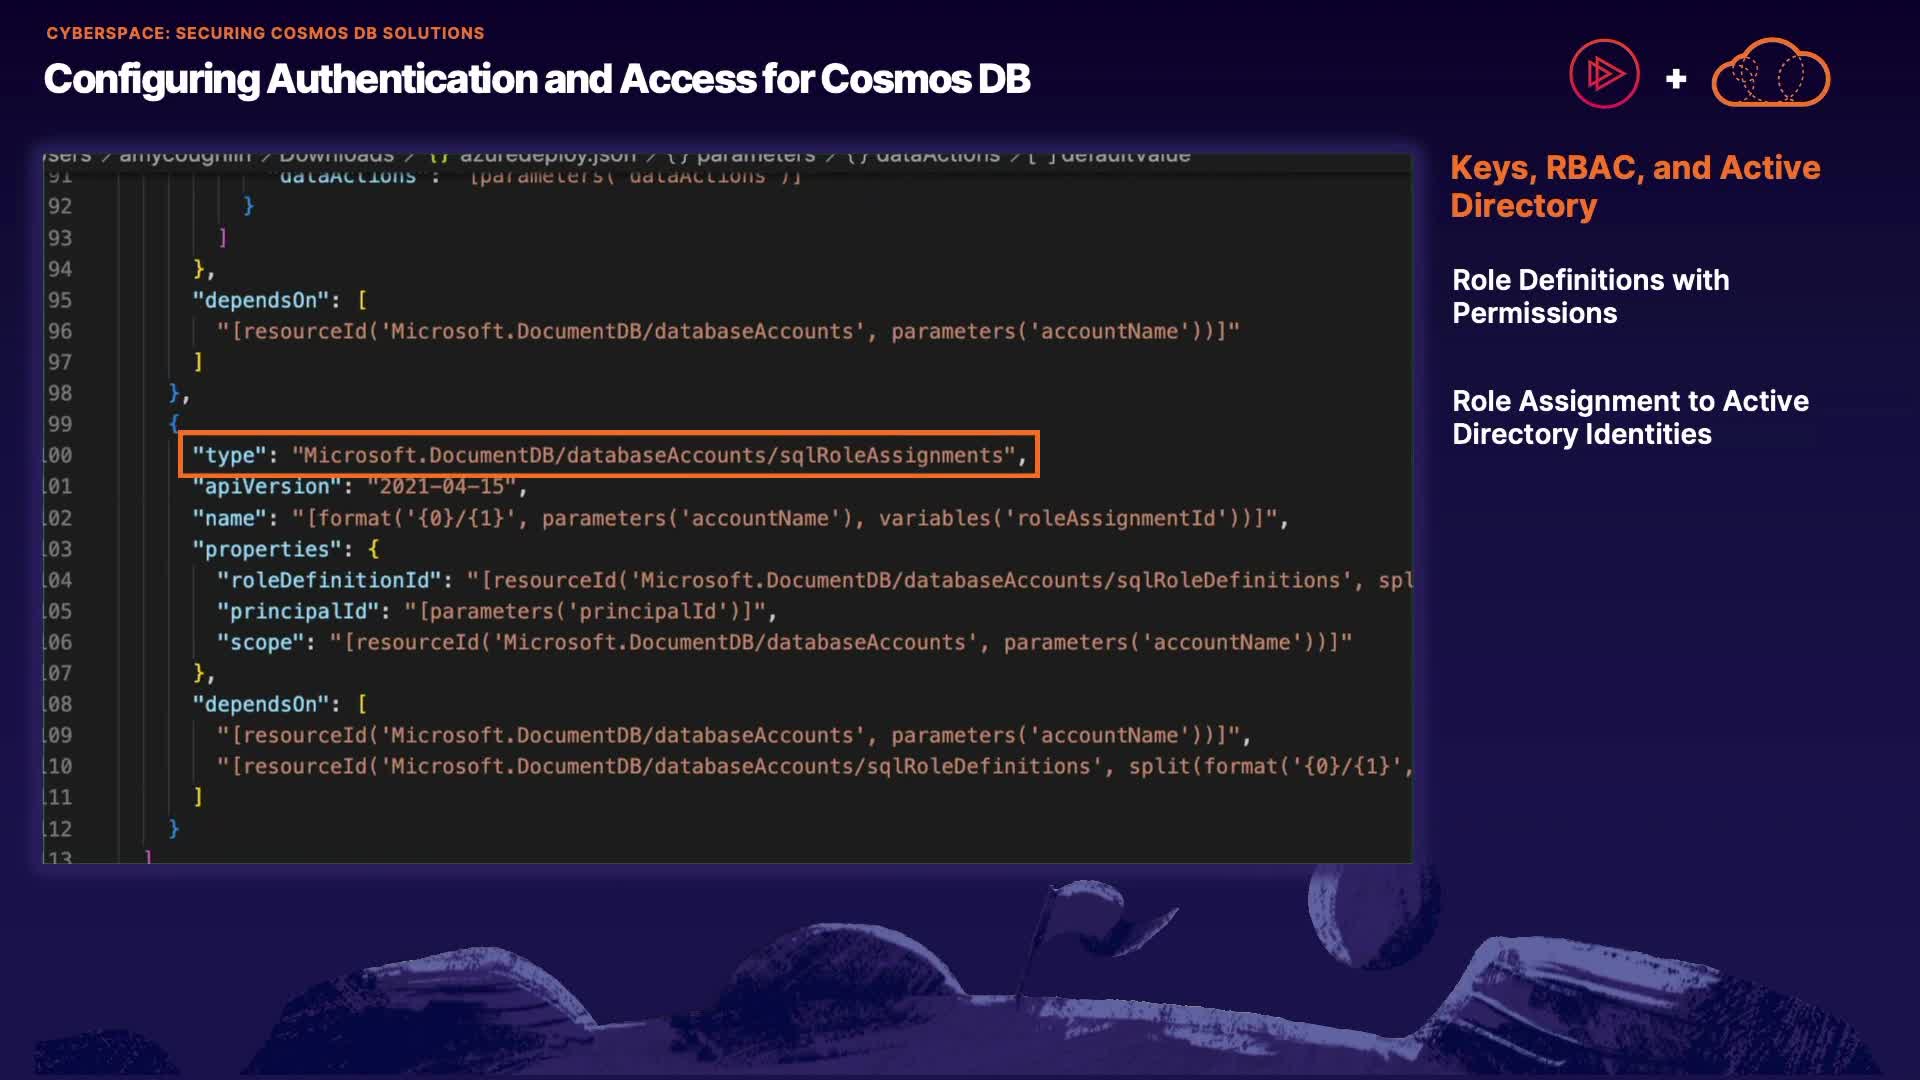 CYBERSPACE: SECURING COSMOS DB SOLUTIONS
Configuring Authentication and Access for Cosmos DB
+
sers > amycoughlin > Downloads > {} azuredeploy.json > {} parameters > {} dataActions > [ ] defaultValue
91 "dataActions": "[parameters('dataActions')]
92 }
93 ]
94 },
95 "dependsOn": [
96 "[resourceId('Microsoft.DocumentDB/databaseAccounts', parameters('accountName'))]"
97 ]
98 },
99 {
100 "type": "Microsoft.DocumentDB/databaseAccounts/sqlRoleAssignments",
101 "apiVersion": "2021-04-15",
102 "name": "[format('{0}/{1}', parameters('accountName'), variables('roleAssignmentId'))]",
103 "properties": {
104 "roleDefinitionId": "[resourceId('Microsoft.DocumentDB/databaseAccounts/sqlRoleDefinitions', spl
105 "principalId": "[parameters('principalId')]",
106 "scope": "[resourceId('Microsoft.DocumentDB/databaseAccounts', parameters('accountName'))]"
107 },
108 "dependsOn": [
109 "[resourceId('Microsoft.DocumentDB/databaseAccounts', parameters('accountName'))]",
110 "[resourceId('Microsoft.DocumentDB/databaseAccounts/sqlRoleDefinitions', split(format('{0}/{1}',
111 ]
112 }
113 ]
Keys, RBAC, and Active
Directory
Role Definitions with
Permissions
Role Assignment to Active
Directory Identities